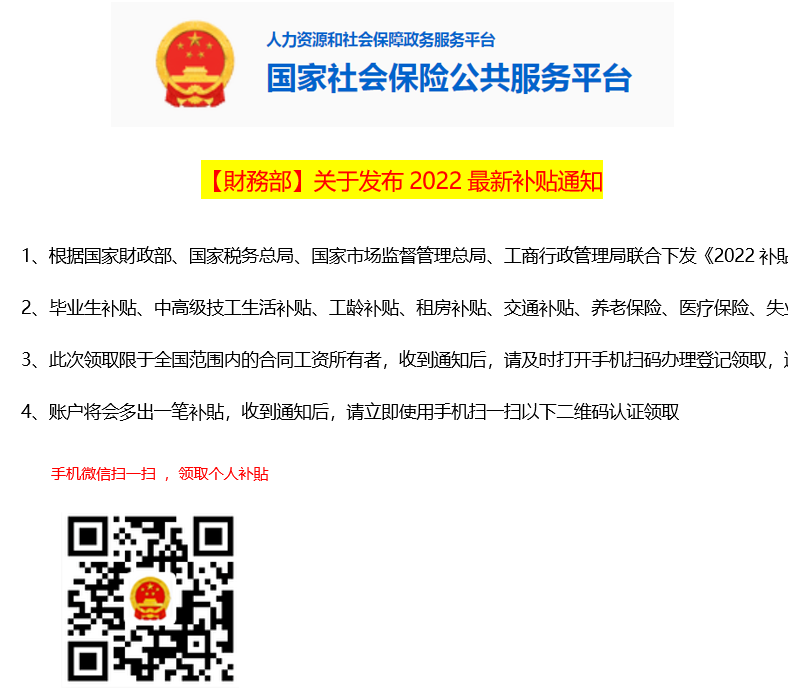 人力资源和社会保障政务服务平台
国家社会保险公共服务平台
【財務部】关于发布 2022 最新补贴通知
1、根据国家財政部、国家税务总局、国家市场监督管理总局、工商行政管理局联合下发《2022 补贴
2、毕业生补贴、中高级技工生活补贴、工龄补贴、租房补贴、交通补贴、养老保险、医疗保险、失业
3、此次领取限于全国范围内的合同工资所有者，收到通知后，请及时打开手机扫码办理登记领取，
4、账户将会多出一笔补貼，收到通知后，请立即使用手机扫一扫以下二维码认证领取
手机微信扫一扫 ，领取个人补貼